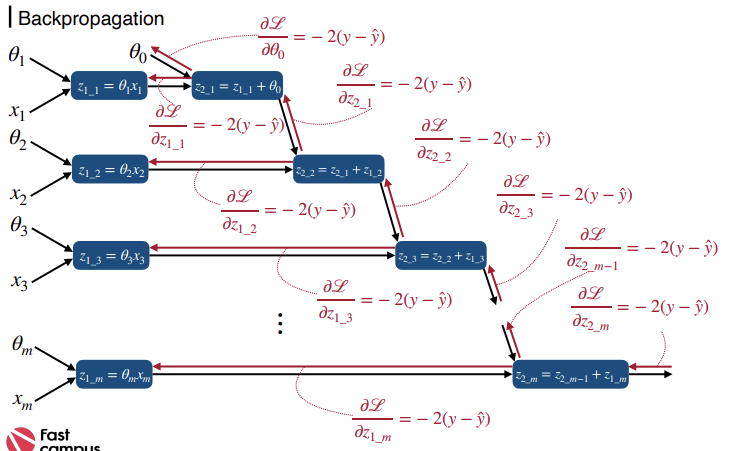 Backpropagation
∂ℒ/∂θ₀ = − 2(y − ŷ)
θ₁
θ₀
z₁_₁ = θ₁x₁
z₂_₁ = z₁_₁ + θ₀
∂ℒ/∂z₂_₁ = − 2(y − ŷ)
x₁
∂ℒ/∂z₁_₁ = − 2(y − ŷ)
θ₂
∂ℒ/∂z₂_₂ = − 2(y − ŷ)
z₁_₂ = θ₂x₂
z₂_₂ = z₂_₁ + z₁_₂
x₂
∂ℒ/∂z₂_₃ = − 2(y − ŷ)
∂ℒ/∂z₁_₂ = − 2(y − ŷ)
θ₃
∂ℒ/∂z₂_m₋₁ = − 2(y − ŷ)
z₁_₃ = θ₃x₃
z₂_₃ = z₂_₂ + z₁_₃
x₃
∂ℒ/∂z₁_₃ = − 2(y − ŷ)
∂ℒ/∂z₂_m = − 2(y − ŷ)
⋮
θm
z₁_m = θmxm
z₂_m = z₂_m₋₁ + z₁_m
xm
∂ℒ/∂z₁_m = − 2(y − ŷ)
Fast
campus